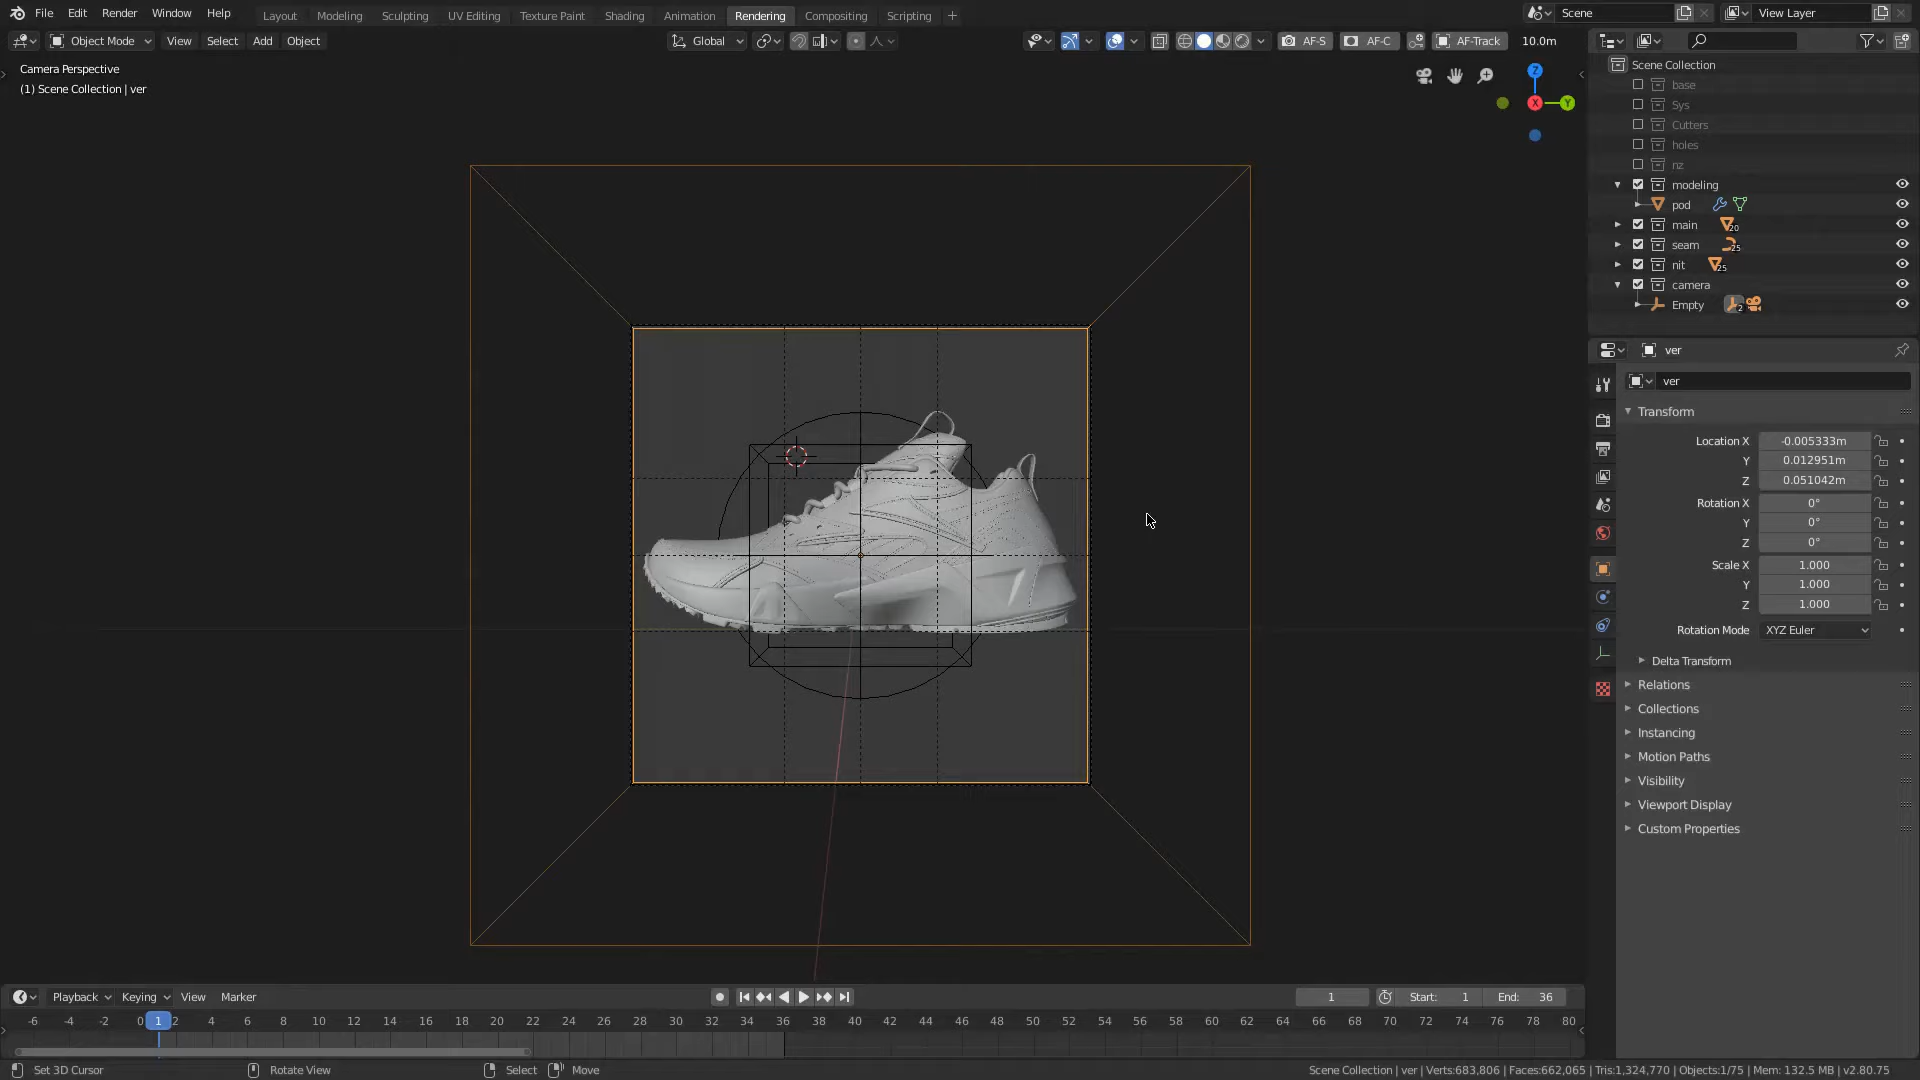 File Edit Render Window Help Layout Modeling Sculpting UV Editing Texture Paint Shading Animation Rendering Compositing Scripting + Scene View Layer
Object Mode View Select Add Object Global AF-S AF-C AF-Track 10.0m
Camera Perspective
(1) Scene Collection | ver
Z
X
Y
Scene Collection
base
Sys
Cutters
holes
nz
modeling
pod
main 20
seam 25
nit 25
camera
Empty 2
ver
ver
Transform
Location X -0.005333m
Y 0.012951m
Z 0.051042m
Rotation X 0°
Y 0°
Z 0°
Scale X 1.000
Y 1.000
Z 1.000
Rotation Mode XYZ Euler
Delta Transform
Relations
Collections
Instancing
Motion Paths
Visibility
Viewport Display
Custom Properties
Playback Keying View Marker 1 Start: 1 End: 36
-6 -4 -2 0 1 2 4 6 8 10 12 14 16 18 20 22 24 26 28 30 32 34 36 38 40 42 44 46 48 50 52 54 56 58 60 62 64 66 68 70 72 74 76 78 80
Set 3D Cursor Rotate View Select Move Scene Collection | ver | Verts:683,806 | Faces:662,065 | Tris:1,324,770 | Objects:1/75 | Mem: 132.5 MB | v2.80.75